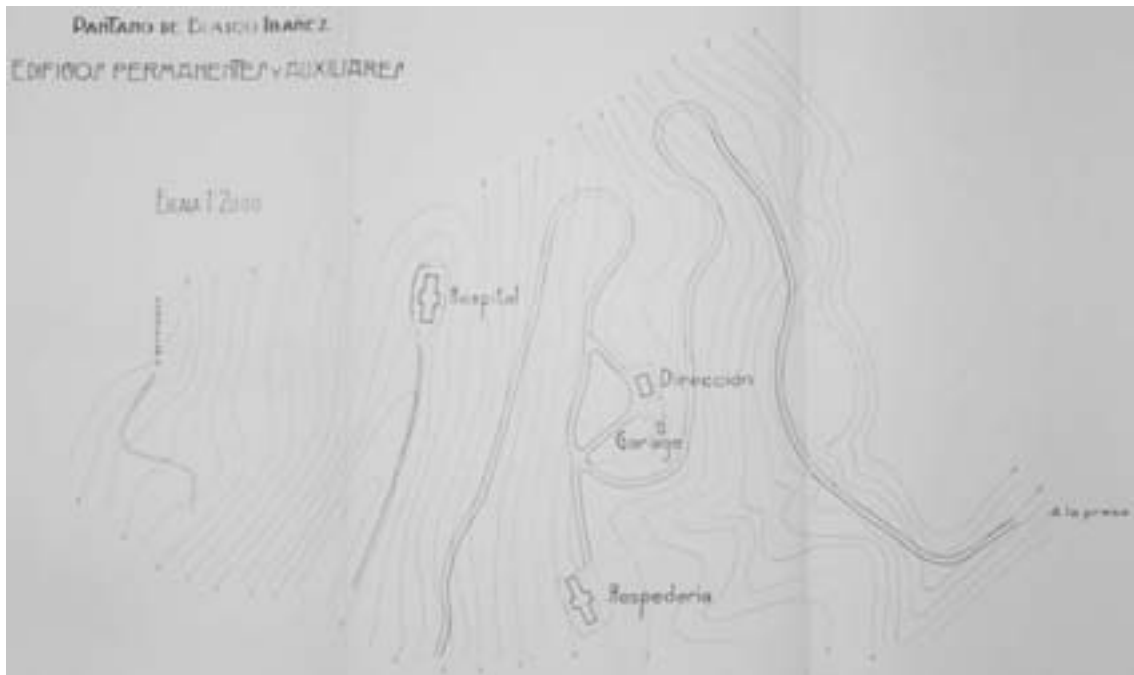 PANTANO DE BLASCO IBAÑEZ
EDIFICIOS PERMANENTES Y AUXILIARES
ESCALA 1:2000
Hospital
Dirección
Garage
A la presa
Hospedería